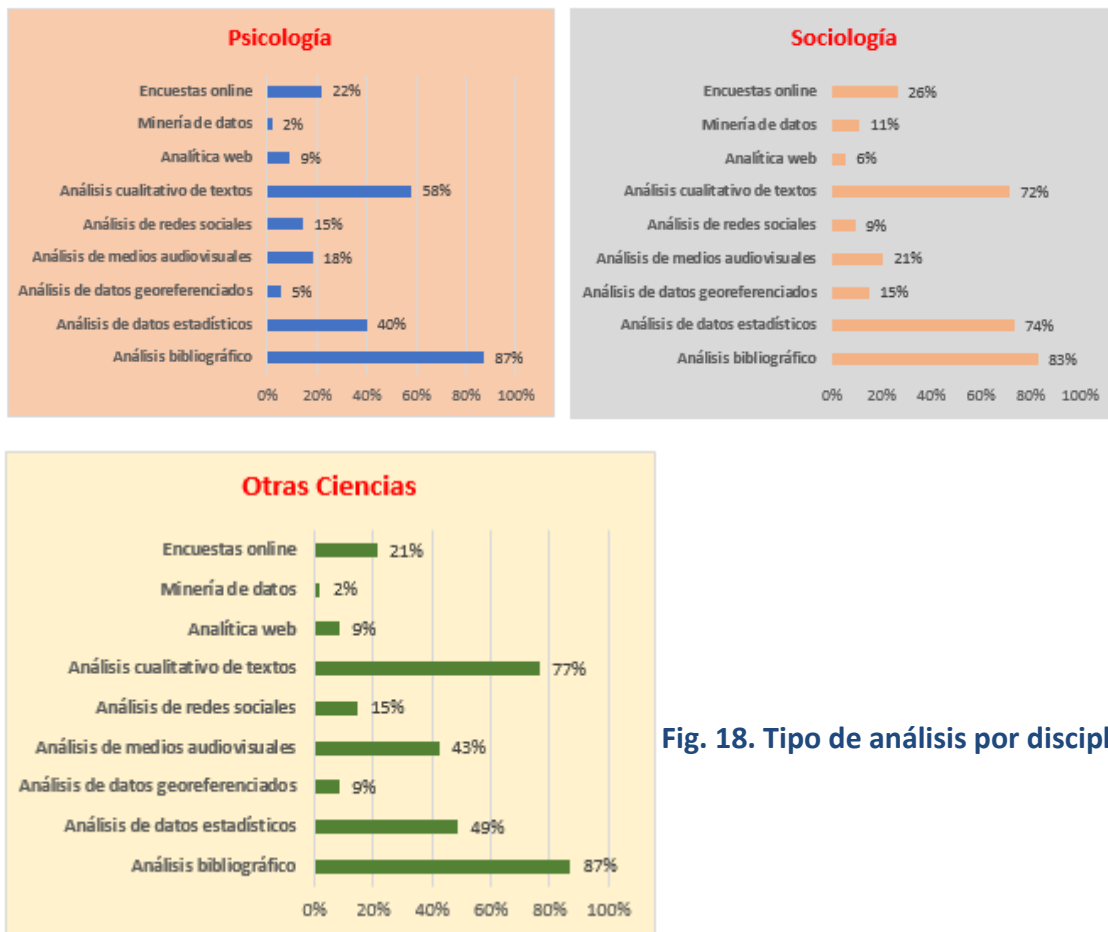 Psicología
Encuestas online 22%
Minería de datos 2%
Analítica web 9%
Análisis cualitativo de textos 58%
Análisis de redes sociales 15%
Análisis de medios audiovisuales 18%
Análisis de datos georeferenciados 5%
Análisis de datos estadísticos 40%
Análisis bibliográfico 87%
0% 20% 40% 60% 80% 100%
Sociología
Encuestas online 26%
Minería de datos 11%
Analítica web 6%
Análisis cualitativo de textos 72%
Análisis de redes sociales 9%
Análisis de medios audiovisuales 21%
Análisis de datos georeferenciados 15%
Análisis de datos estadísticos 74%
Análisis bibliográfico 83%
0% 20% 40% 60% 80% 100%
Otras Ciencias
Encuestas online 21%
Minería de datos 2%
Analítica web 9%
Análisis cualitativo de textos 77%
Análisis de redes sociales 15%
Análisis de medios audiovisuales 43%
Análisis de datos georeferenciados 9%
Análisis de datos estadísticos 49%
Análisis bibliográfico 87%
0% 20% 40% 60% 80% 100%
Fig. 18. Tipo de análisis por